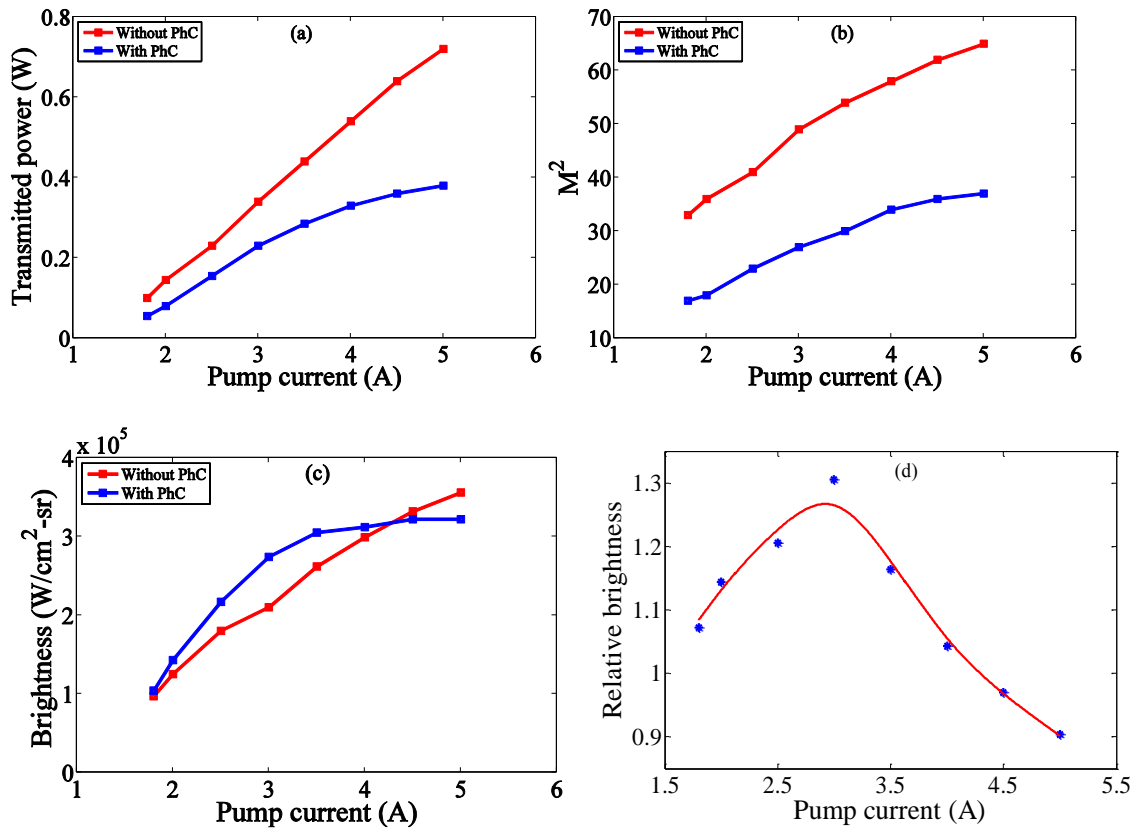 (a)
Without PhC
With PhC
Transmitted power (W)
0.8
0.6
0.4
0.2
0
1 2 3 4 5 6
Pump current (A)
(b)
Without PhC
With PhC
M²
70
60
50
40
30
20
10
1 2 3 4 5 6
Pump current (A)
x 10⁵
(c)
Without PhC
With PhC
Brightness (W/cm²-sr)
4
3
2
1
0
1 2 3 4 5 6
Pump current (A)
(d)
Relative brightness
1.3
1.2
1.1
1
0.9
1.5 2.5 3.5 4.5 5.5
Pump current (A)